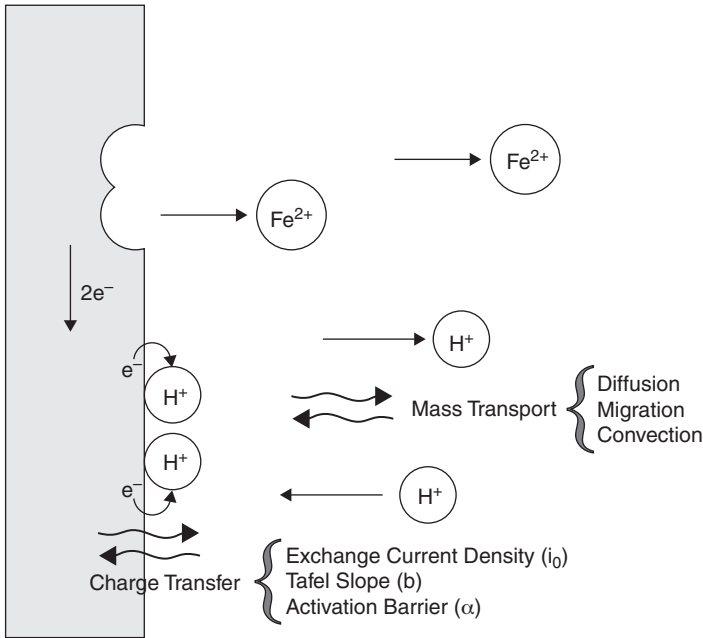 Fe²⁺
Fe²⁺
2e⁻
H⁺
e⁻
H⁺
Mass Transport
Diffusion
Migration
Convection
H⁺
e⁻
H⁺
Charge Transfer
Exchange Current Density (i₀)
Tafel Slope (b)
Activation Barrier (α)